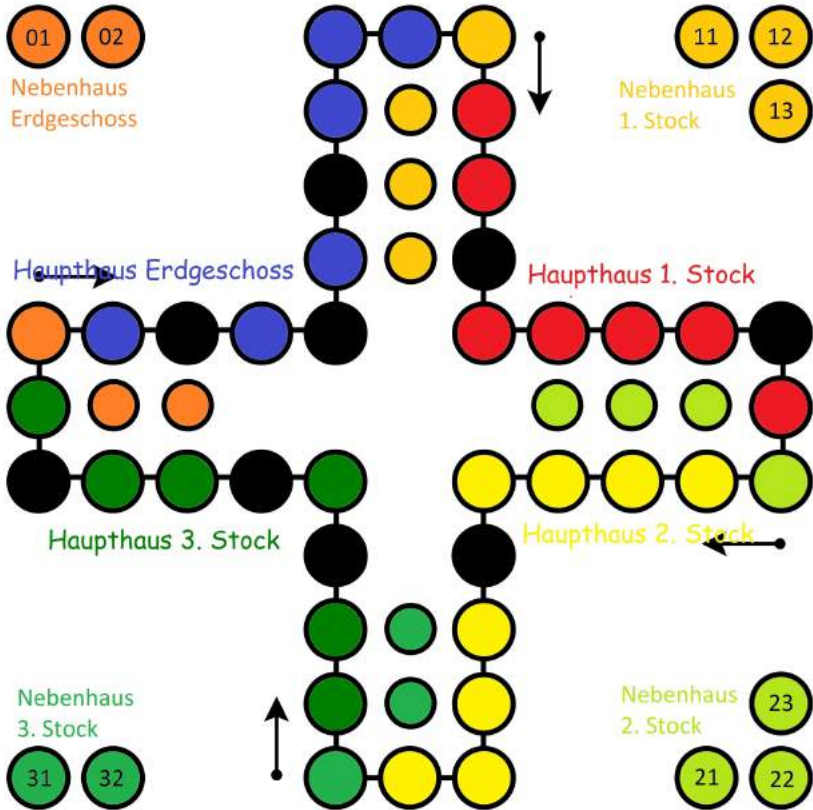 01 02
Nebenhaus
Erdgeschoss
11 12
Nebenhaus
1. Stock
13
Haupthaus Erdgeschoss
Haupthaus 1. Stock
Haupthaus 3. Stock
Haupthaus 2. Stock
Nebenhaus
3. Stock
31 32
Nebenhaus
2. Stock
23
21 22